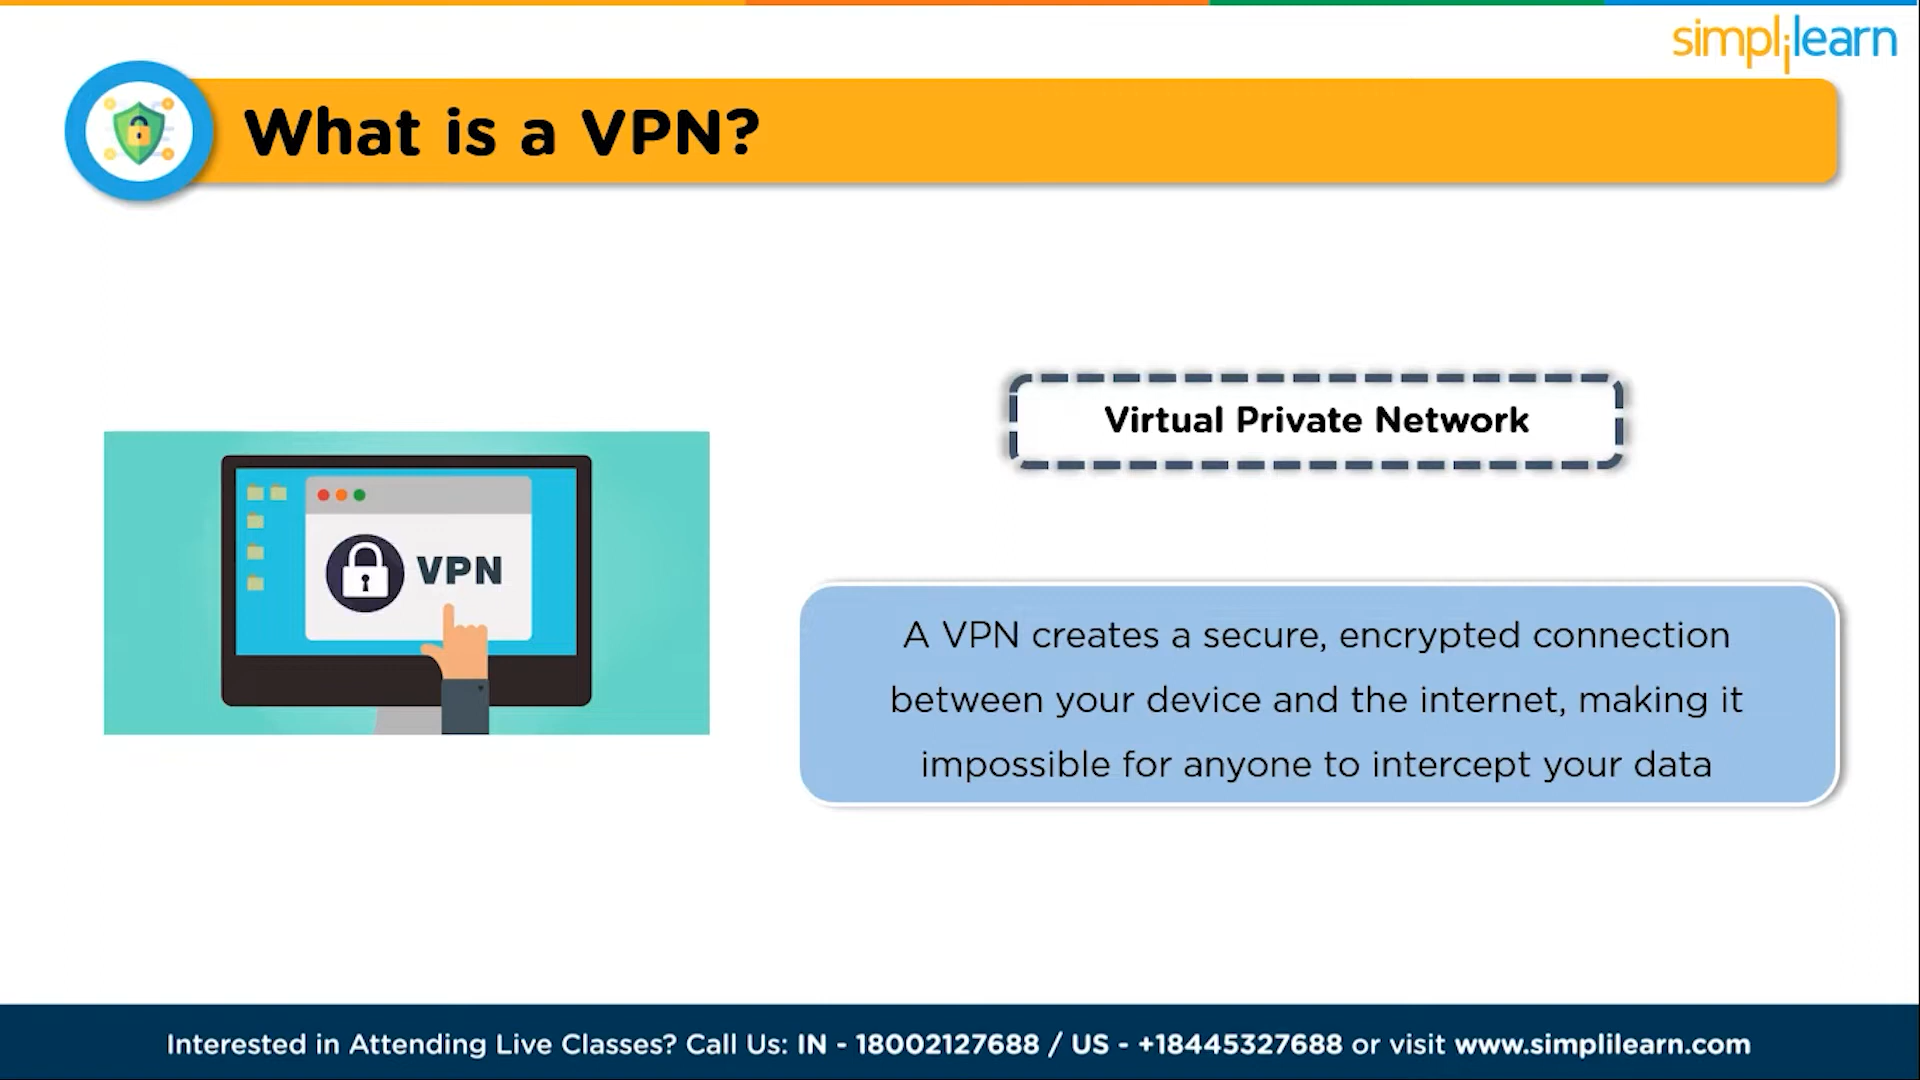 simplilearn
What is a VPN?
Virtual Private Network
VPN
A VPN creates a secure, encrypted connection
between your device and the internet, making it
impossible for anyone to intercept your data
Interested in Attending Live Classes? Call Us: IN - 18002127688 / US - +18445327688 or visit www.simplilearn.com